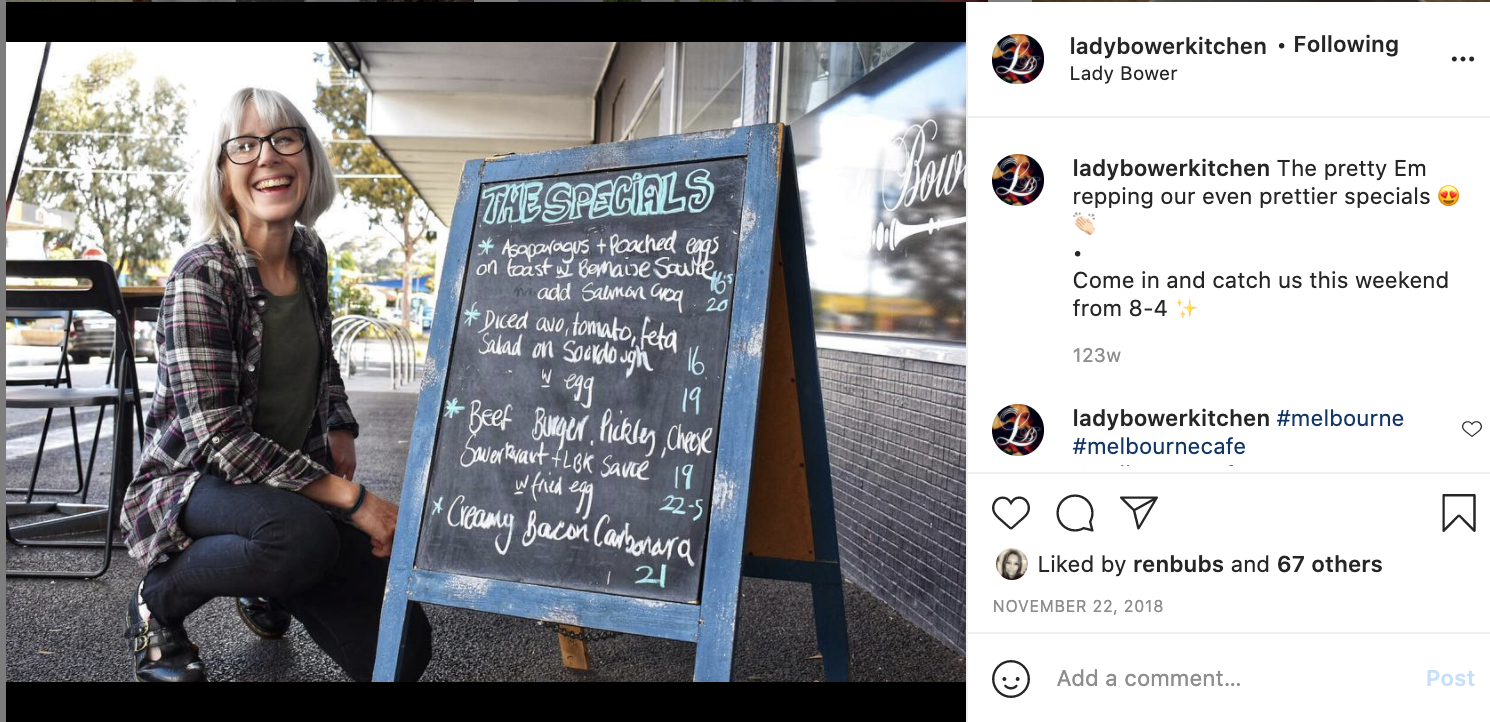 THE SPECIALS
* Asaparagus + Poached eggs
on toast w Bernaise Sauce
16.5
add Salmon Croq
20
* Diced avo, tomato, feta
Salad on Sourdough
16
w egg
19
* Beef Burger, Pickles, Cheese
Sauerkraut + LBK Sauce
19
w fried egg
22-5
* Creamy Bacon Carbonara
21
ladybowerkitchen • Following
Lady Bower
ladybowerkitchen The pretty Em
repping our even prettier specials 😍
👏🏻
•
Come in and catch us this weekend
from 8-4 ✨
123w
ladybowerkitchen #melbourne
#melbournecafe
Liked by renbubs and 67 others
NOVEMBER 22, 2018
Add a comment...
Post